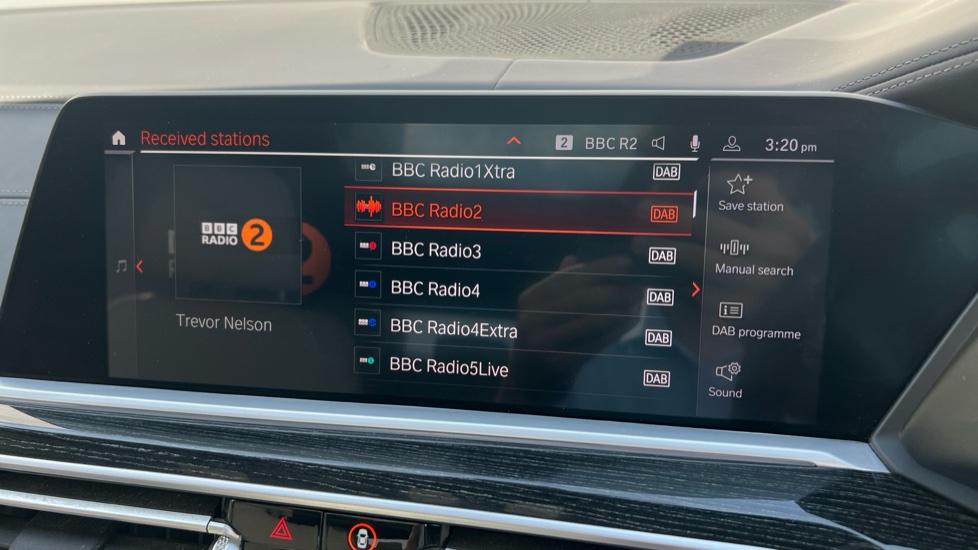 Received stations
2 BBC R2
3:20 pm
BBC Radio1Xtra DAB
BBC Radio2 DAB
BBC Radio3 DAB
BBC Radio4 DAB
BBC Radio4Extra DAB
BBC Radio5Live DAB
BBC
RADIO 2
Trevor Nelson
Save station
Manual search
DAB programme
Sound